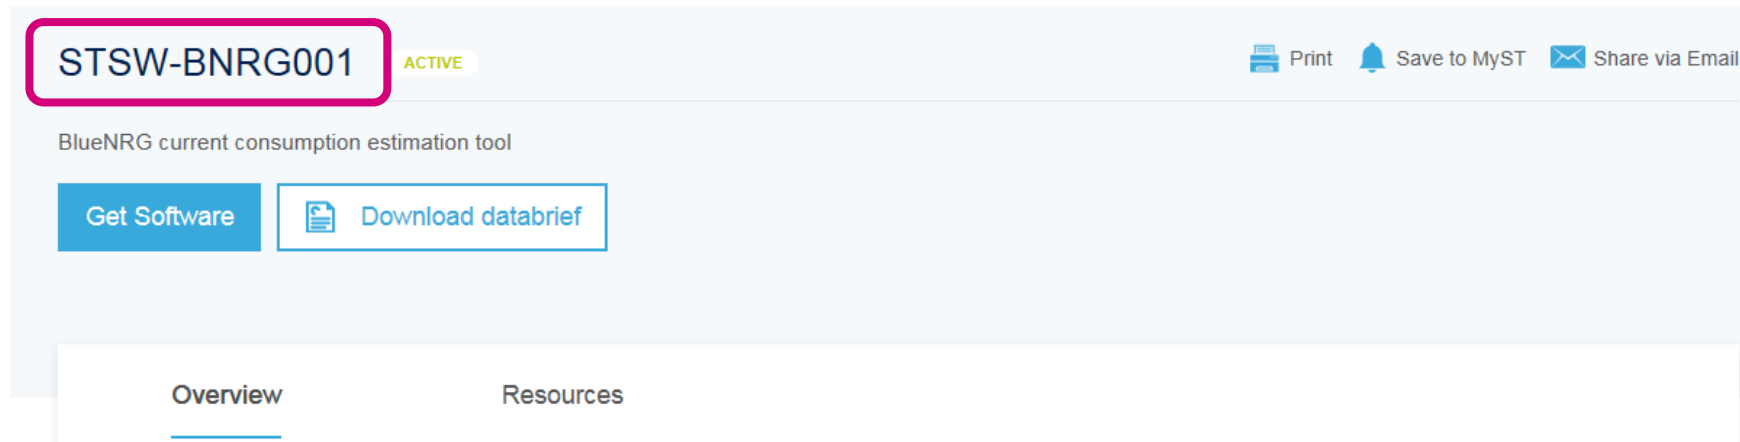 STSW-BNRG001 ACTIVE Print Save to MyST Share via Email
BlueNRG current consumption estimation tool
Get Software Download databrief
Overview Resources